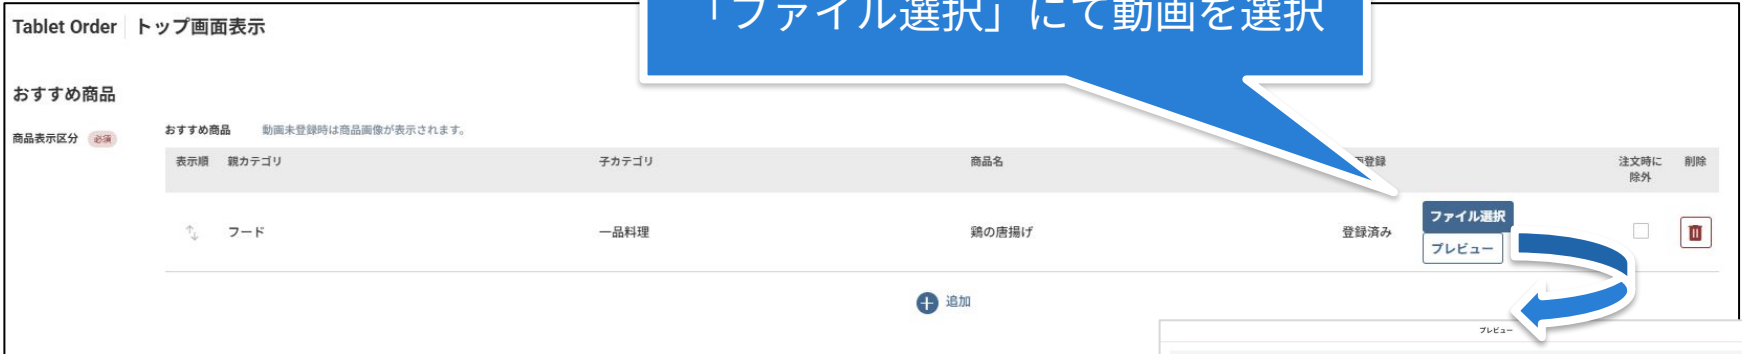 「ファイル選択」にて動画を選択
Tablet Order トップ画面表示
おすすめ商品
商品表示区分 必須
おすすめ商品 動画未登録時は商品画像が表示されます。
表示順 親カテゴリ 子カテゴリ 商品名 登録 注文時に除外 削除
フード 一品料理 鶏の唐揚げ 登録済み ファイル選択
プレビュー
追加
プレビュー